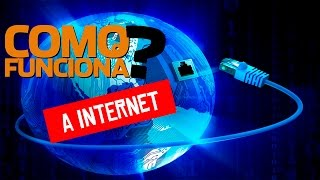 COMO
FUNCIONA
?
A INTERNET